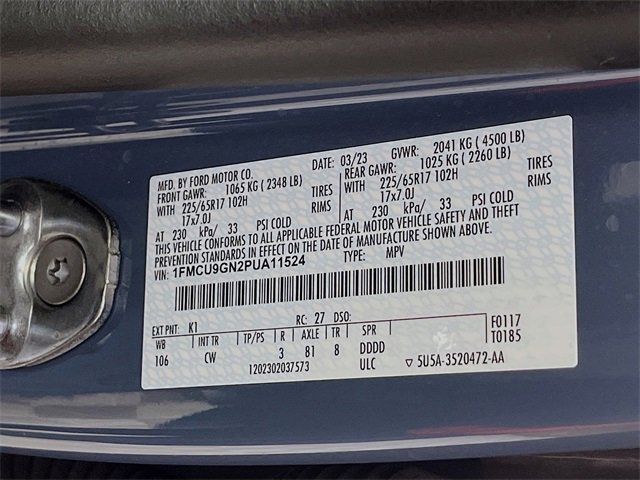 MFD. BY FORD MOTOR CO. DATE: 03/23 GVWR: 2041 KG ( 4500 LB)
FRONT GAWR: 1065 KG ( 2348 LB) REAR GAWR: 1025 KG ( 2260 LB)
WITH 225/65R17 102H TIRES WITH 225/65R17 102H TIRES
17x7.0J RIMS 17x7.0J RIMS
AT 230 kPa/ 33 PSI COLD AT 230 kPa/ 33 PSI COLD
THIS VEHICLE CONFORMS TO ALL APPLICABLE FEDERAL MOTOR VEHICLE SAFETY AND THEFT
PREVENTION STANDARDS IN EFFECT ON THE DATE OF MANUFACTURE SHOWN ABOVE.
VIN: 1FMCU9GN2PUA11524 TYPE: MPV
EXT PNT: K1 RC: 27 DSO: F0117
WB INT TR TP/PS R AXLE TR SPR T0185
106 CW 3 81 8 DDDD
1202302037573 ULC ▽ 5U5A-3520472-AA